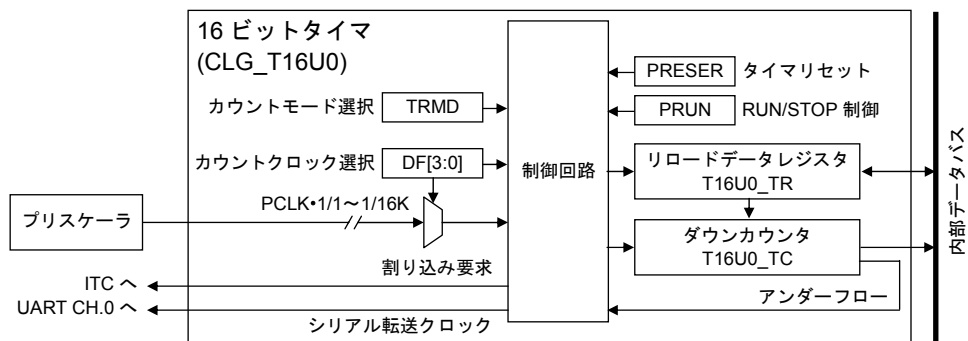 16 ビットタイマ
(CLG_T16U0)
カウントモード選択
TRMD
カウントクロック選択
DF[3:0]
PCLK•1/1～1/16K
プリスケーラ
制御回路
PRESER
タイマリセット
PRUN
RUN/STOP 制御
リロードデータレジスタ
T16U0_TR
ダウンカウンタ
T16U0_TC
アンダーフロー
内部データバス
割り込み要求
ITC へ
UART CH.0 へ
シリアル転送クロック